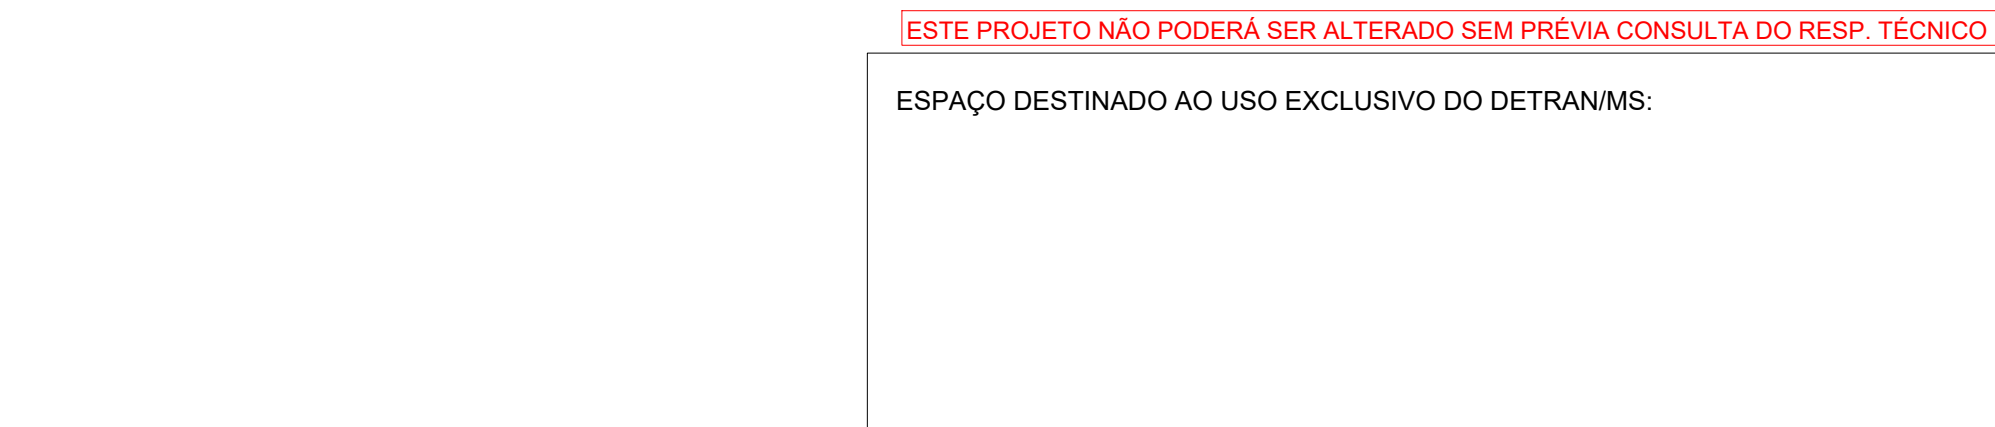 ESTE PROJETO NÃO PODERÁ SER ALTERADO SEM PRÉVIA CONSULTA DO RESP. TÉCNICO
ESPAÇO DESTINADO AO USO EXCLUSIVO DO DETRAN/MS: